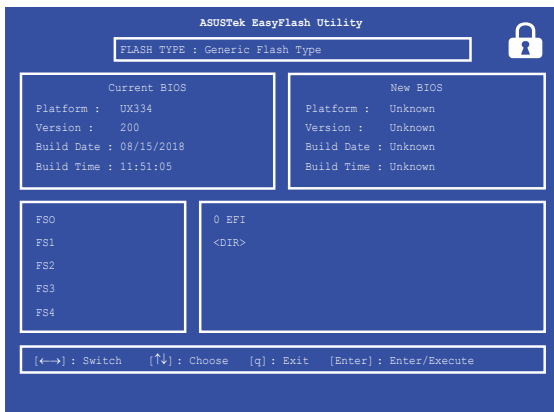 ASUSTek EasyFlash Utility
FLASH TYPE : Generic Flash Type
Current BIOS
Platform : UX334
Version : 200
Build Date : 08/15/2018
Build Time : 11:51:05
New BIOS
Platform : Unknown
Version : Unknown
Build Date : Unknown
Build Time : Unknown
FSO
FS1
FS2
FS3
FS4
0 EFI
<DIR>
[←→] : Switch [↑↓] : Choose [q] : Exit [Enter] : Enter/Execute